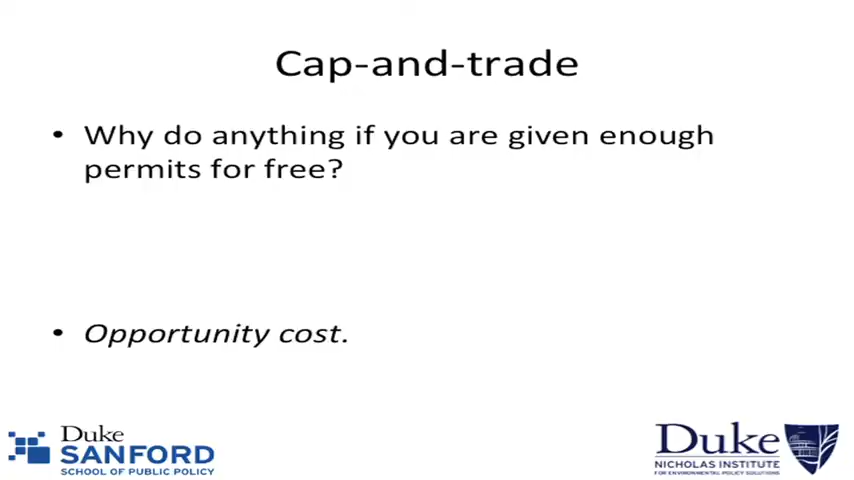 Cap-and-trade
• Why do anything if you are given enough
permits for free?
• Opportunity cost.
Duke
SANFORD
SCHOOL OF PUBLIC POLICY
Duke
NICHOLAS INSTITUTE
FOR ENVIRONMENTAL POLICY SOLUTIONS